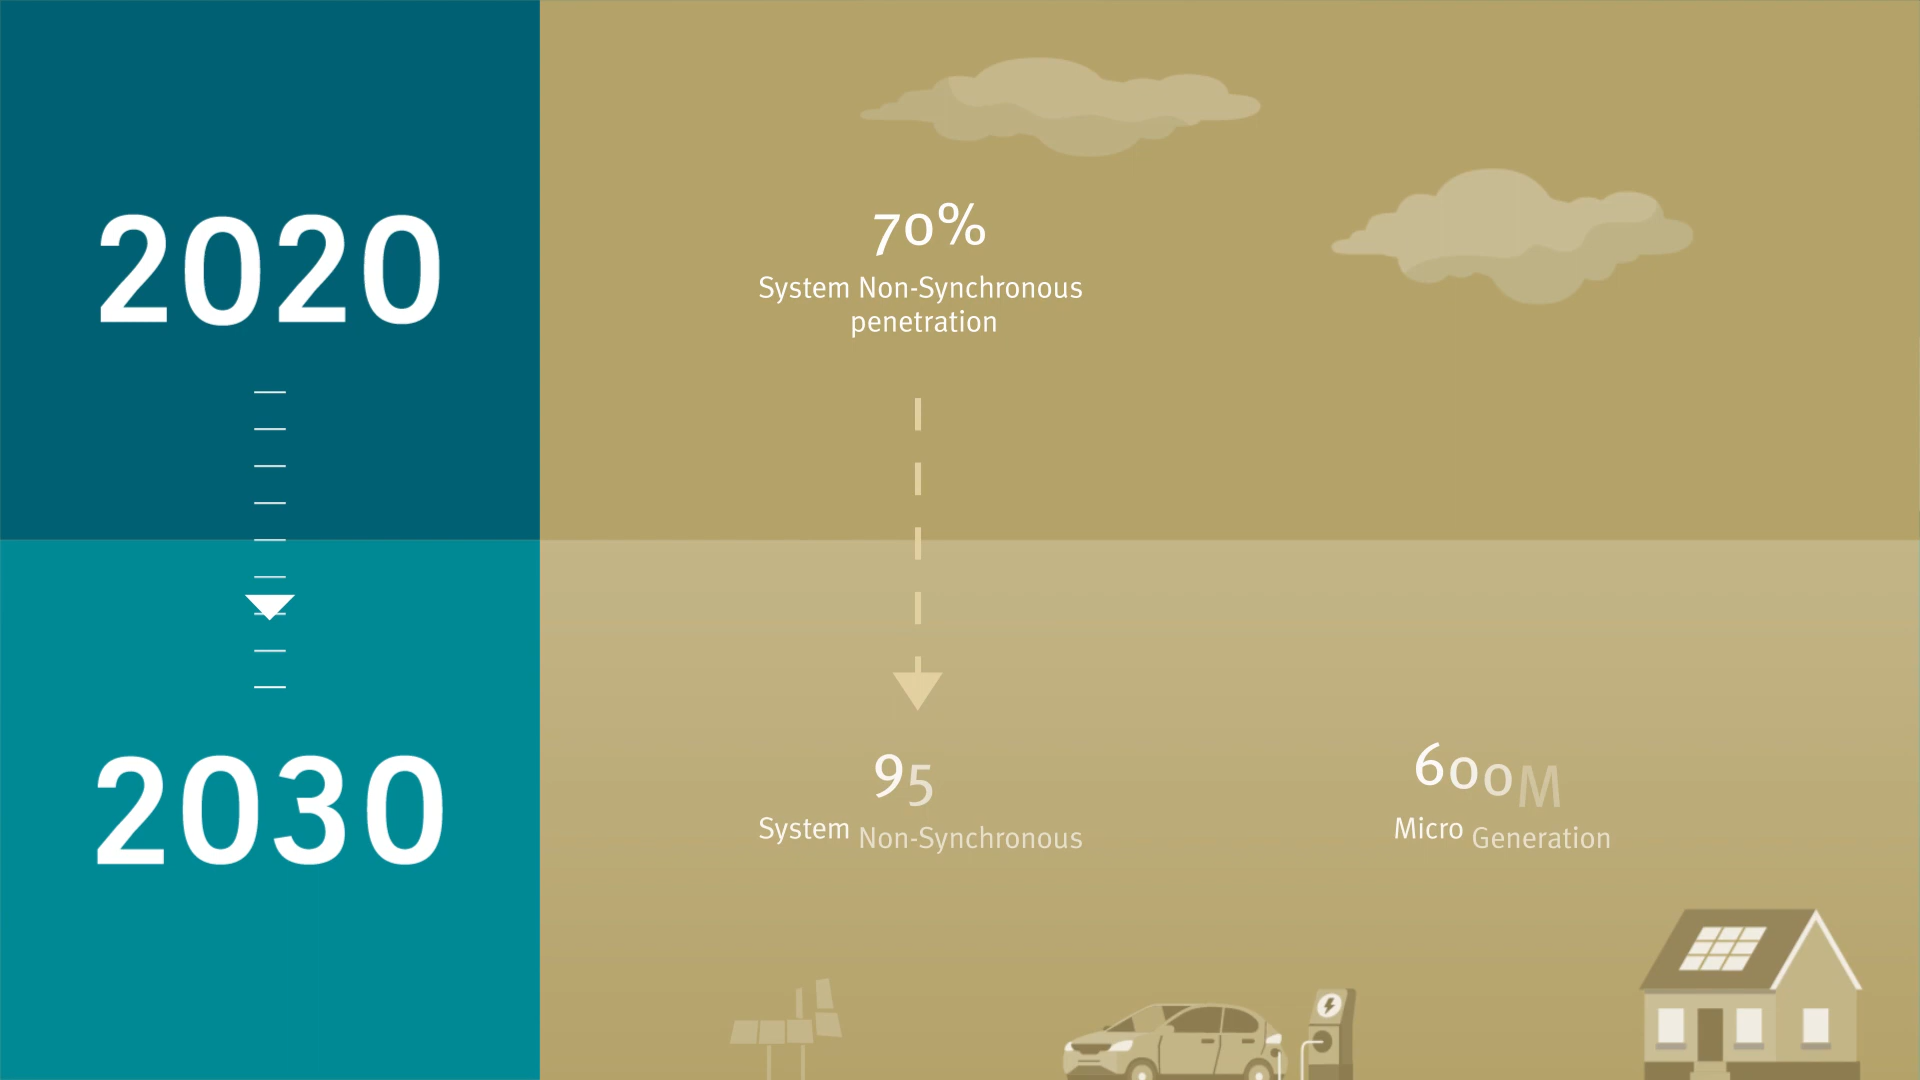 2020
70%
System Non-Synchronous
penetration
2030
95
System Non-Synchronous
600M
Micro Generation